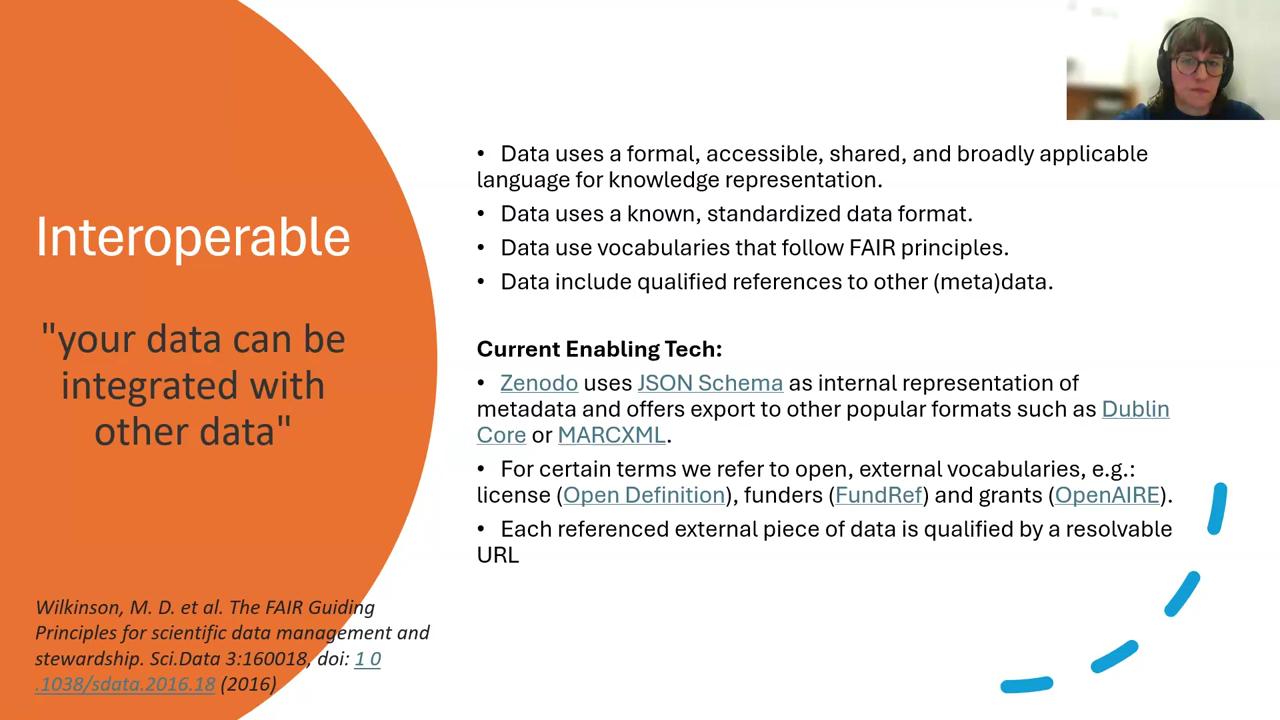 Interoperable
"your data can be
integrated with
other data"
Wilkinson, M. D. et al. The FAIR Guiding
Principles for scientific data management and
stewardship. Sci.Data 3:160018, doi: 1 0
.1038/sdata.2016.18 (2016)
• Data uses a formal, accessible, shared, and broadly applicable
language for knowledge representation.
• Data uses a known, standardized data format.
• Data use vocabularies that follow FAIR principles.
• Data include qualified references to other (meta)data.
Current Enabling Tech:
• Zenodo uses JSON Schema as internal representation of
metadata and offers export to other popular formats such as Dublin
Core or MARCXML.
• For certain terms we refer to open, external vocabularies, e.g.:
license (Open Definition), funders (FundRef) and grants (OpenAIRE).
• Each referenced external piece of data is qualified by a resolvable
URL